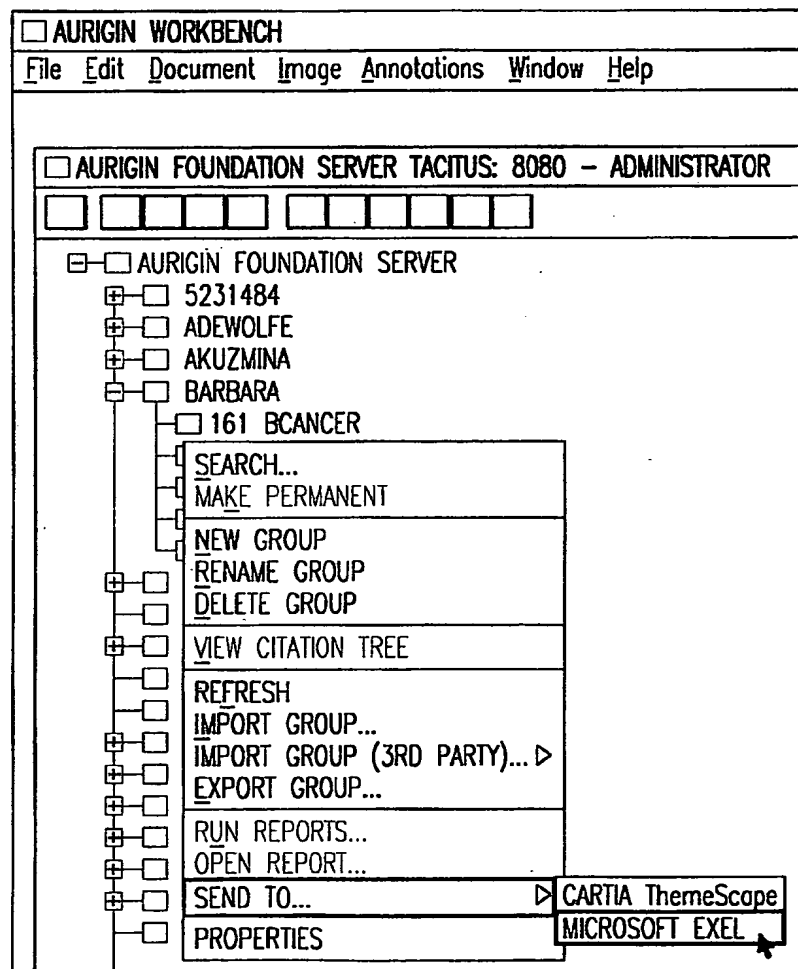 AURIGIN WORKBENCH
File Edit Document Image Annotations Window Help
AURIGIN FOUNDATION SERVER TACITUS: 8080 – ADMINISTRATOR
AURIGIN FOUNDATION SERVER
5231484
ADEWOLFE
AKUZMINA
BARBARA
161 BCANCER
SEARCH...
MAKE PERMANENT
NEW GROUP
RENAME GROUP
DELETE GROUP
VIEW CITATION TREE
REFRESH
IMPORT GROUP...
IMPORT GROUP (3RD PARTY)...
EXPORT GROUP...
RUN REPORTS...
OPEN REPORT...
SEND TO... CARTIA ThemeScape
MICROSOFT EXEL
PROPERTIES